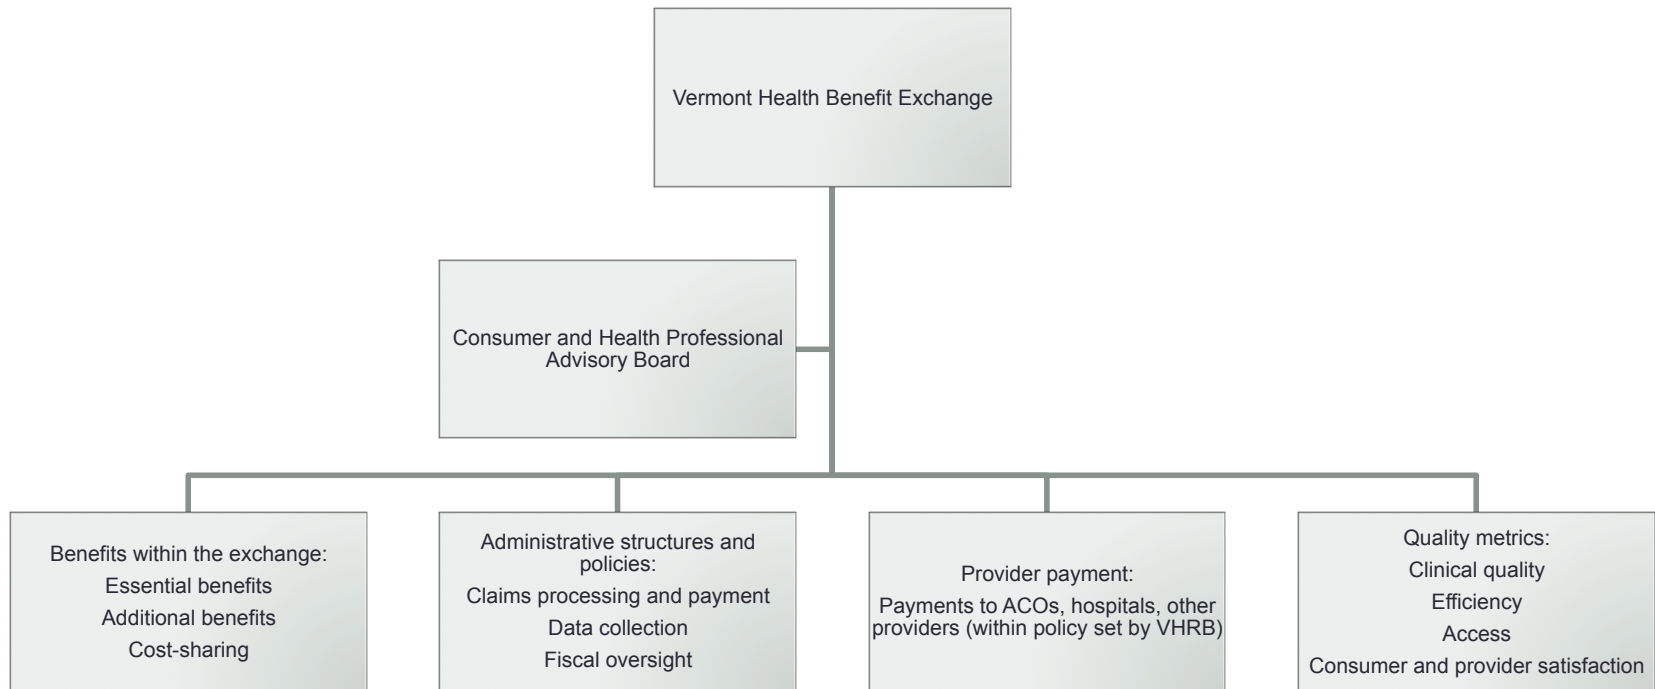 Vermont Health Benefit Exchange
Consumer and Health Professional
Advisory Board
Benefits within the exchange:
Essential benefits
Additional benefits
Cost-sharing
Administrative structures and
policies:
Claims processing and payment
Data collection
Fiscal oversight
Provider payment:
Payments to ACOs, hospitals, other
providers (within policy set by VHRB)
Quality metrics:
Clinical quality
Efficiency
Access
Consumer and provider satisfaction